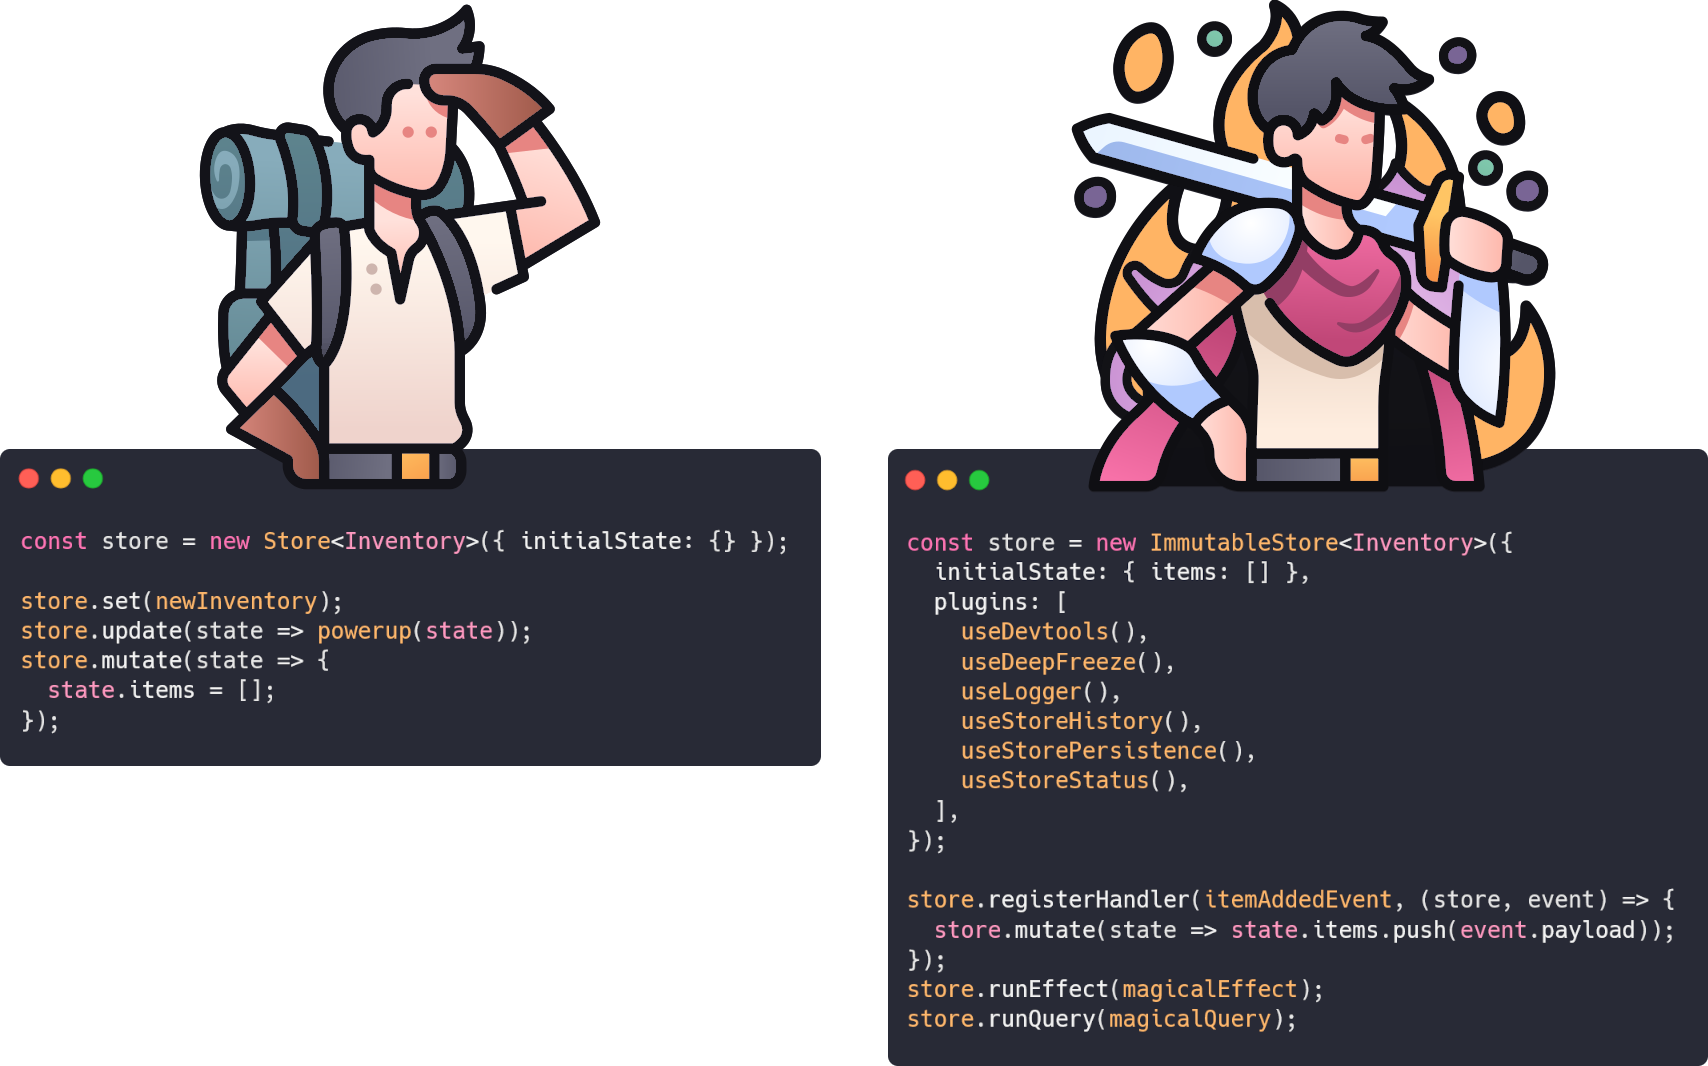 const store = new Store<Inventory>({ initialState: {} });

store.set(newInventory);
store.update(state => powerup(state));
store.mutate(state => {
  state.items = [];
});

const store = new ImmutableStore<Inventory>({
  initialState: { items: [] },
  plugins: [
    useDevtools(),
    useDeepFreeze(),
    useLogger(),
    useStoreHistory(),
    useStorePersistence(),
    useStoreStatus(),
  ],
});

store.registerHandler(itemAddedEvent, (store, event) => {
  store.mutate(state => state.items.push(event.payload));
});
store.runEffect(magicalEffect);
store.runQuery(magicalQuery);